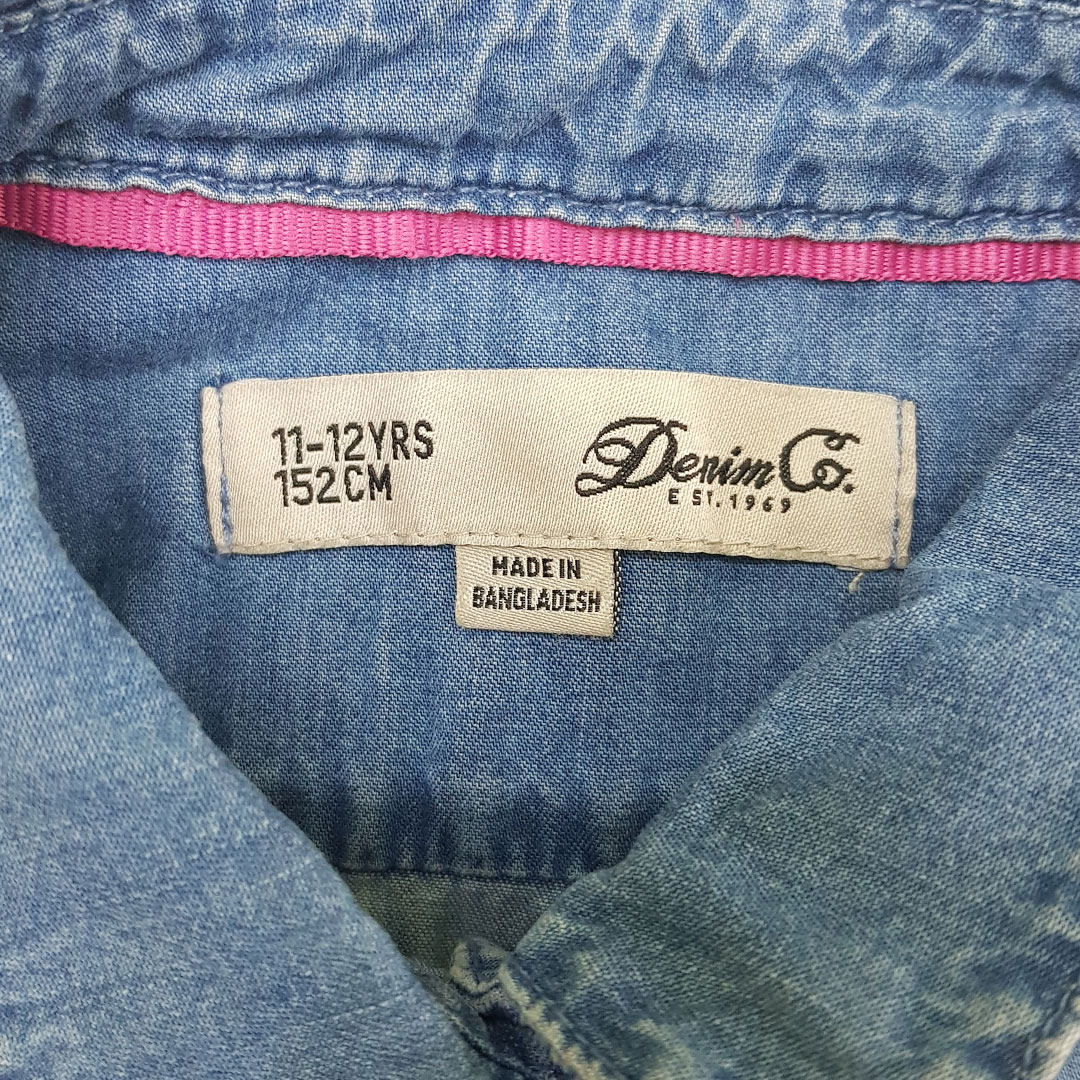 11-12YRS
152CM
Denim Co.
EST. 1969
MADE IN
BANGLADESH